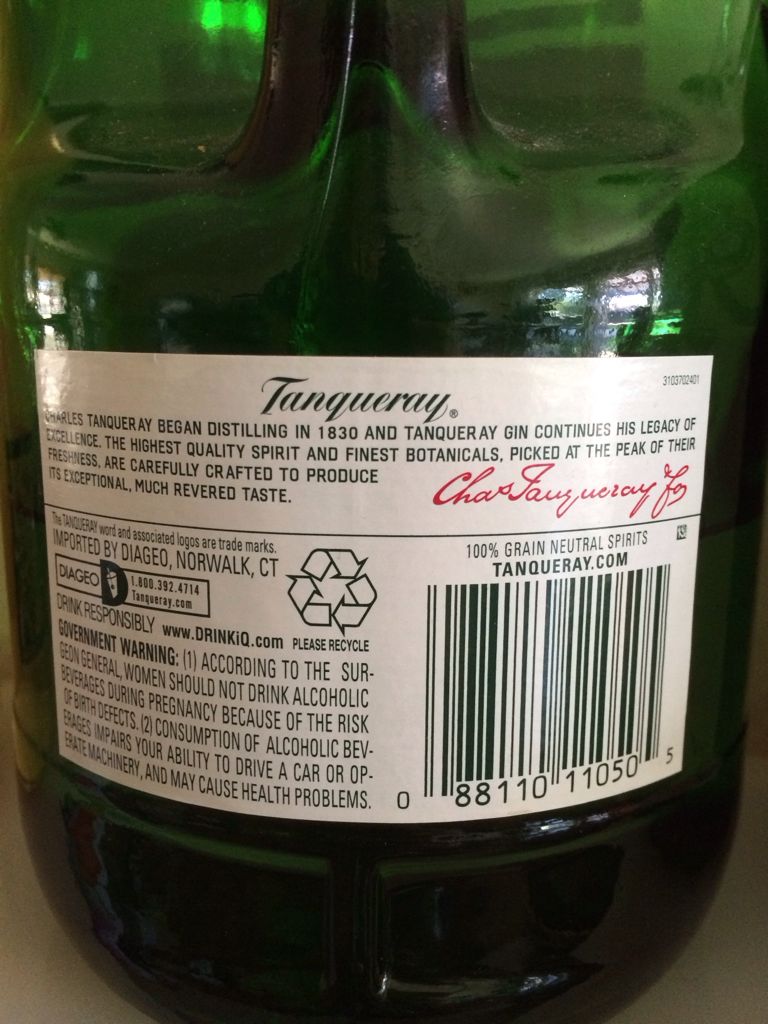 3103702401
Tanqueray®
CHARLES TANQUERAY BEGAN DISTILLING IN 1830 AND TANQUERAY GIN CONTINUES HIS LEGACY OF
EXCELLENCE. THE HIGHEST QUALITY SPIRIT AND FINEST BOTANICALS, PICKED AT THE PEAK OF THEIR
FRESHNESS, ARE CAREFULLY CRAFTED TO PRODUCE
ITS EXCEPTIONAL, MUCH REVERED TASTE.
Chas Tanqueray
The TANQUERAY word and associated logos are trade marks.
IMPORTED BY DIAGEO, NORWALK, CT
DIAGEO
1.800.392.4714
Tanqueray.com
DRINK RESPONSIBLY www.DRINKiQ.com
PLEASE RECYCLE
GOVERNMENT WARNING: (1) ACCORDING TO THE SUR-
GEON GENERAL, WOMEN SHOULD NOT DRINK ALCOHOLIC
BEVERAGES DURING PREGNANCY BECAUSE OF THE RISK
OF BIRTH DEFECTS. (2) CONSUMPTION OF ALCOHOLIC BEV-
ERAGES IMPAIRS YOUR ABILITY TO DRIVE A CAR OR OP-
ERATE MACHINERY, AND MAY CAUSE HEALTH PROBLEMS.
100% GRAIN NEUTRAL SPIRITS
TANQUERAY.COM
0 88110 11050 5